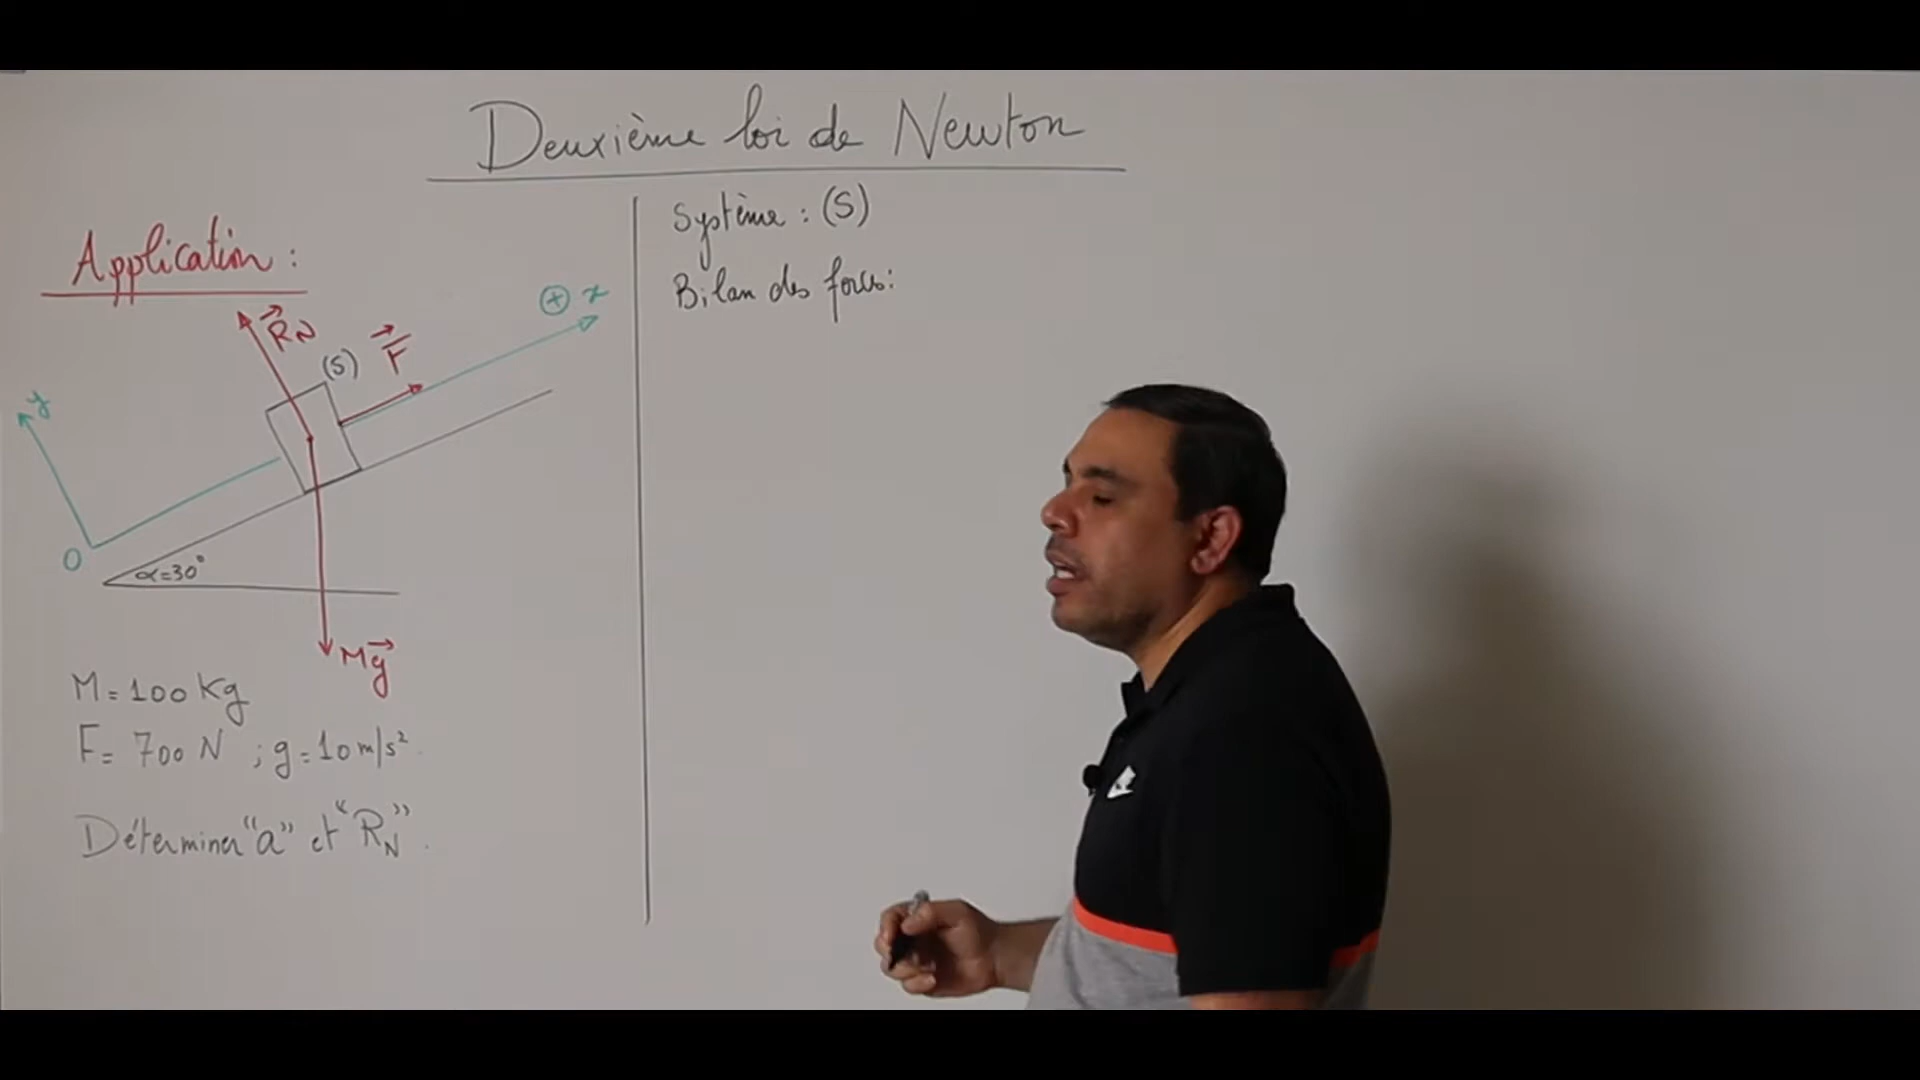 Deuxième loi de Newton
Application :
R⃗N
(S)
F⃗
⊕ x
y
O
α=30°
Mg⃗
M = 100 Kg
F = 700 N ; g = 10 m/s²
Déterminer "a" et "RN".
Système : (S)
Bilan des forces: